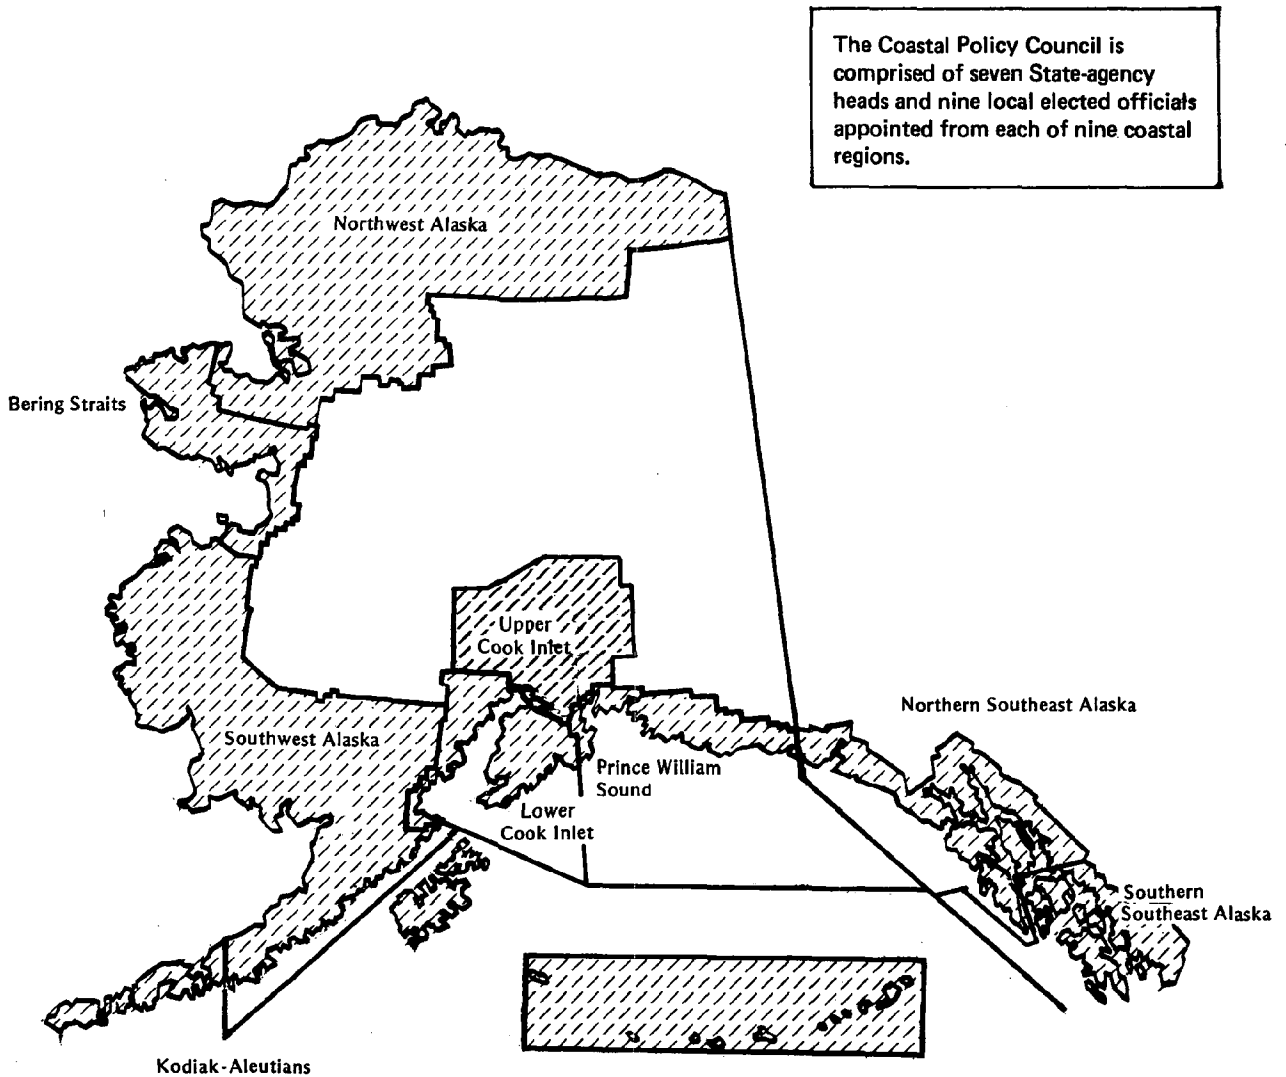 The Coastal Policy Council is
comprised of seven State-agency
heads and nine local elected officials
appointed from each of nine coastal
regions.
Northwest Alaska
Bering Straits
Upper
Cook Inlet
Northern Southeast Alaska
Southwest Alaska
Prince William
Sound
Lower
Cook Inlet
Southern
Southeast Alaska
Kodiak-Aleutians